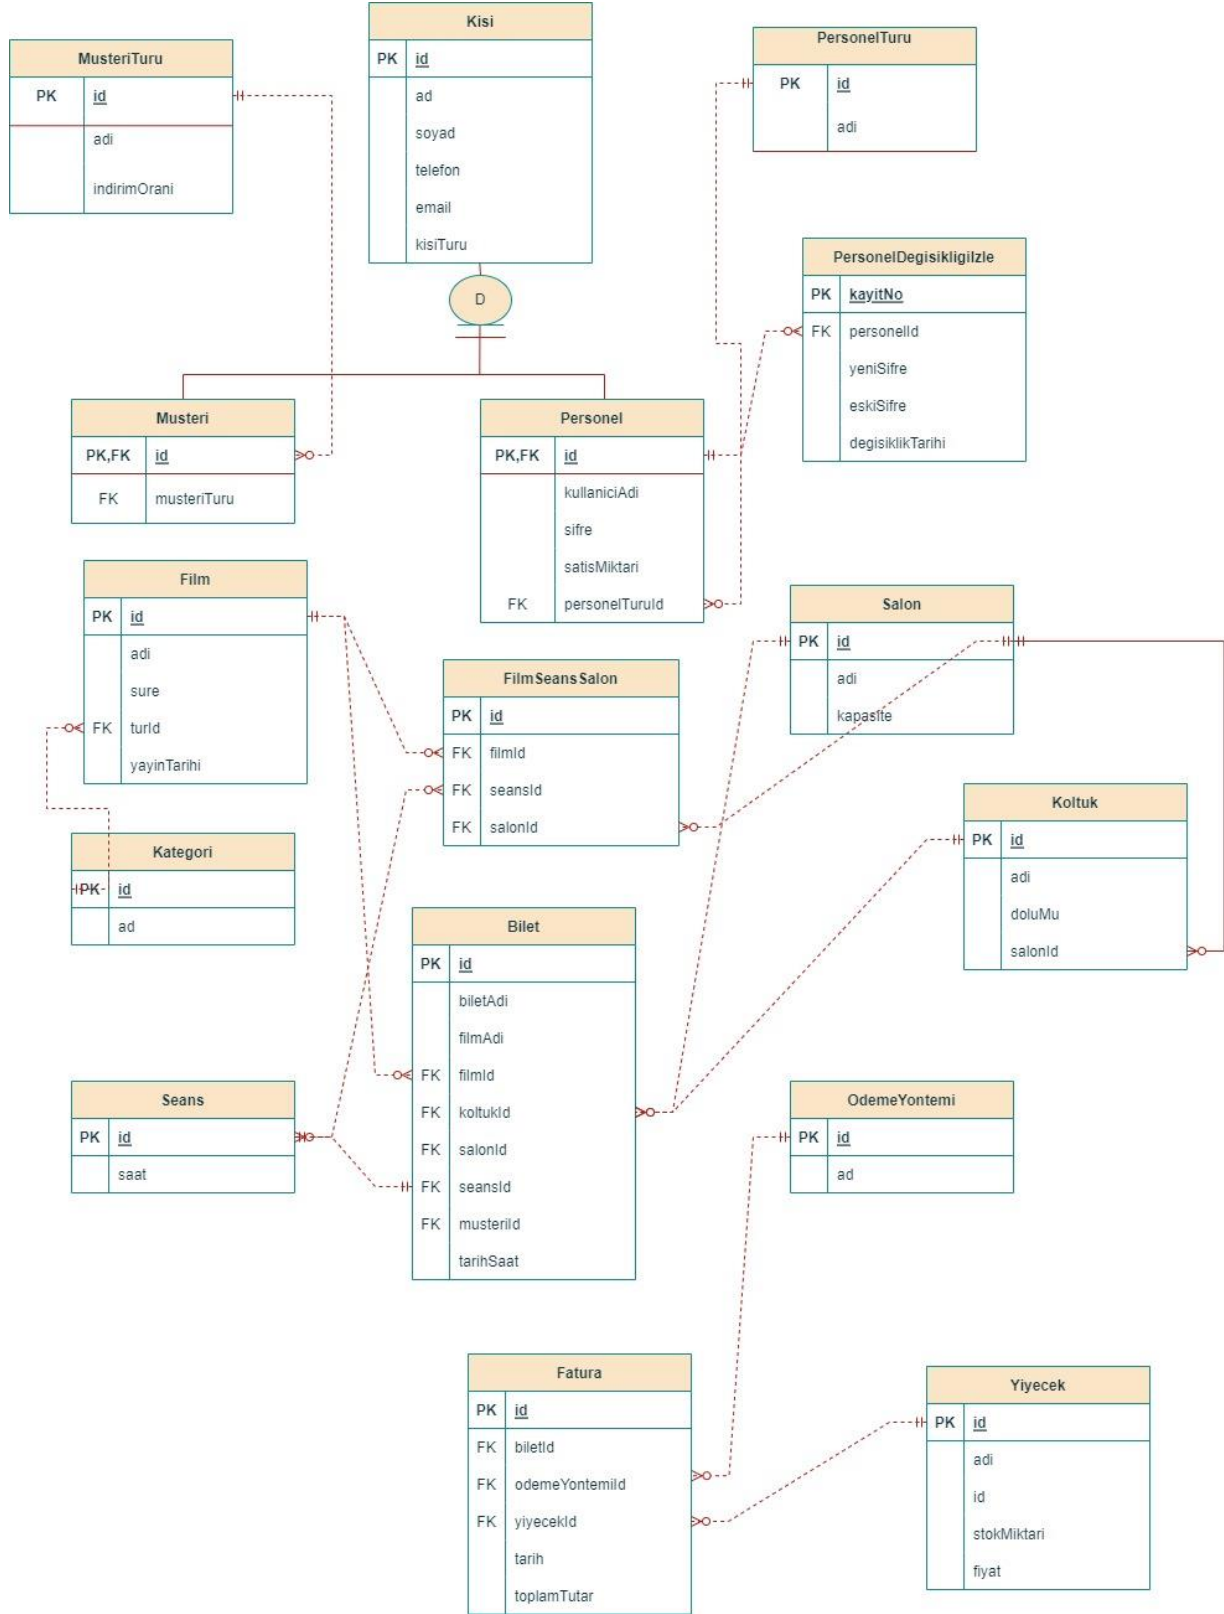 Kisi
PK id
ad
soyad
telefon
email
kisiTuru
MusteriTuru
PK id
adi
indirimOrani
PersonelTuru
PK id
adi
PersonelDegisikligiIzle
PK kayitNo
FK personelId
yeniSifre
eskiSifre
degisiklikTarihi
D
Musteri
PK,FK id
FK musteriTuru
Personel
PK,FK id
kullaniciAdi
sifre
satisMiktari
FK personelTuruId
Film
PK id
adi
sure
FK turId
yayinTarihi
FilmSeansSalon
PK id
FK filmId
FK seansId
FK salonId
Salon
PK id
adi
kapasite
Koltuk
PK id
adi
doluMu
salonId
Kategori
PK id
ad
Bilet
PK id
biletAdi
filmAdi
FK filmId
FK koltukId
FK salonId
FK seansId
FK musteriId
tarihSaat
Seans
PK id
saat
OdemeYontemi
PK id
ad
Fatura
PK id
FK biletId
FK odemeYontemiId
FK yiyecekId
tarih
toplamTutar
Yiyecek
PK id
adi
id
stokMiktari
fiyat